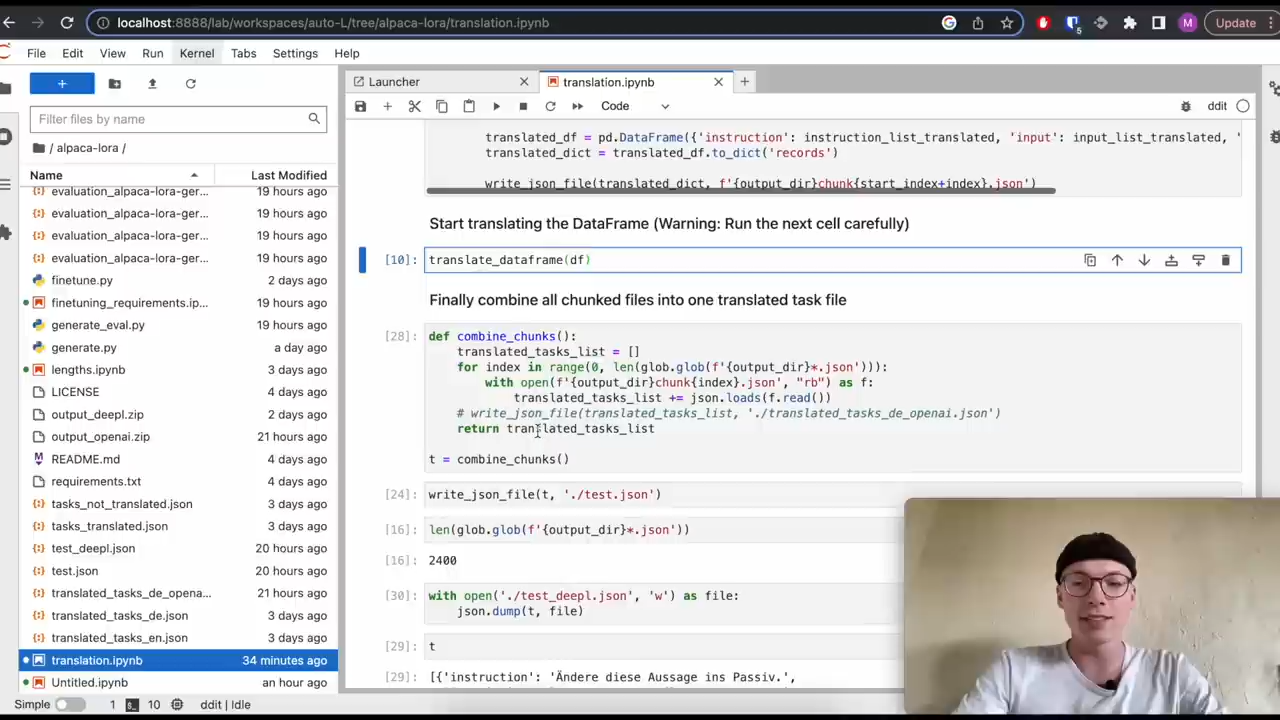 localhost:8888/lab/workspaces/auto-L/tree/alpaca-lora/translation.ipynb
5
M
Update
File Edit View Run Kernel Tabs Settings Help
+
Launcher
translation.ipynb
+
Filter files by name
Code
ddit
/ alpaca-lora /
Name Last Modified
evaluation_alpaca-lora-ger... 19 hours ago
evaluation_alpaca-lora-ger... 19 hours ago
evaluation_alpaca-lora-ger... 19 hours ago
evaluation_alpaca-lora-ger... 19 hours ago
finetune.py 2 days ago
finetuning_requirements.ip... 19 hours ago
generate_eval.py 19 hours ago
generate.py a day ago
lengths.ipynb 3 days ago
LICENSE 4 days ago
output_deepl.zip 2 days ago
output_openai.zip 21 hours ago
README.md 4 days ago
requirements.txt 4 days ago
tasks_not_translated.json 3 days ago
tasks_translated.json 3 days ago
test_deepl.json 20 hours ago
test.json 20 hours ago
translated_tasks_de_opena... 21 hours ago
translated_tasks_de.json 3 days ago
translated_tasks_en.json 3 days ago
translation.ipynb 34 minutes ago
Untitled.ipynb an hour ago
translated_df = pd.DataFrame({'instruction': instruction_list_translated, 'input': input_list_translated, '
translated_dict = translated_df.to_dict('records')
write_json_file(translated_dict, f'{output_dir}chunk{start_index+index}.json')
Start translating the DataFrame (Warning: Run the next cell carefully)
[10]: translate_dataframe(df)
Finally combine all chunked files into one translated task file
[28]: def combine_chunks():
translated_tasks_list = []
for index in range(0, len(glob.glob(f'{output_dir}*.json'))):
with open(f'{output_dir}chunk{index}.json', "rb") as f:
translated_tasks_list += json.loads(f.read())
# write_json_file(translated_tasks_list, './translated_tasks_de_openai.json')
return translated_tasks_list
t = combine_chunks()
[24]: write_json_file(t, './test.json')
[16]: len(glob.glob(f'{output_dir}*.json'))
[16]: 2400
[30]: with open('./test_deepl.json', 'w') as file:
json.dump(t, file)
[29]: t
[29]: [{'instruction': 'Ändere diese Aussage ins Passiv.',
Simple 1 10 ddit | Idle